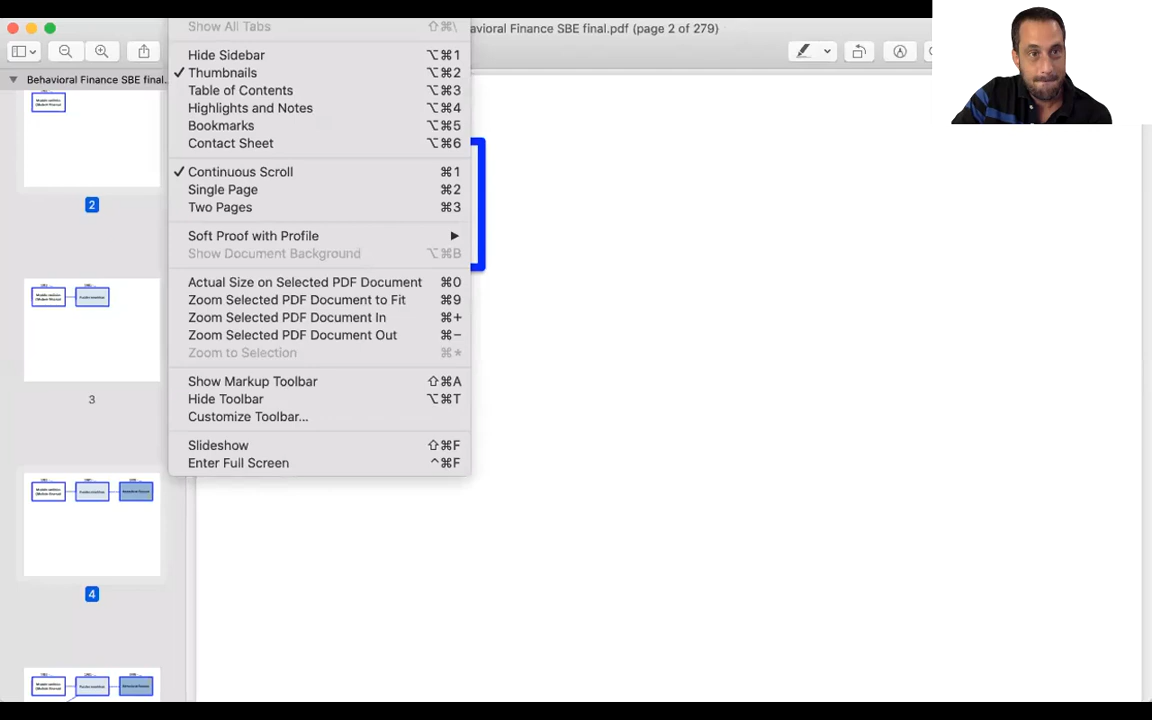 Show All Tabs ⇧⌘\
avioral Finance SBE final.pdf (page 2 of 279)
Hide Sidebar ⌥⌘1
Behavioral Finance SBE final.
✓ Thumbnails ⌥⌘2
Table of Contents ⌥⌘3
Highlights and Notes ⌥⌘4
Bookmarks ⌥⌘5
Contact Sheet ⌥⌘6
✓ Continuous Scroll ⌘1
Single Page ⌘2
Two Pages ⌘3
Soft Proof with Profile ▶
Show Document Background ⌥⌘B
Actual Size on Selected PDF Document ⌘0
Zoom Selected PDF Document to Fit ⌘9
Zoom Selected PDF Document In ⌘+
Zoom Selected PDF Document Out ⌘−
Zoom to Selection ⌘*
Show Markup Toolbar ⇧⌘A
Hide Toolbar ⌥⌘T
Customize Toolbar...
Slideshow ⇧⌘F
Enter Full Screen ^⌘F
2
3
4